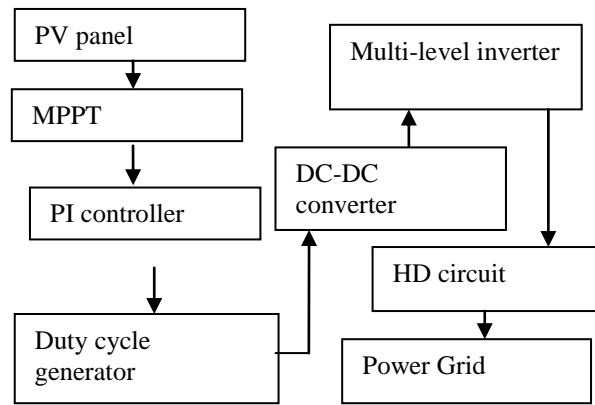 PV panel
MPPT
PI controller
Duty cycle
generator
DC-DC
converter
Multi-level inverter
HD circuit
Power Grid